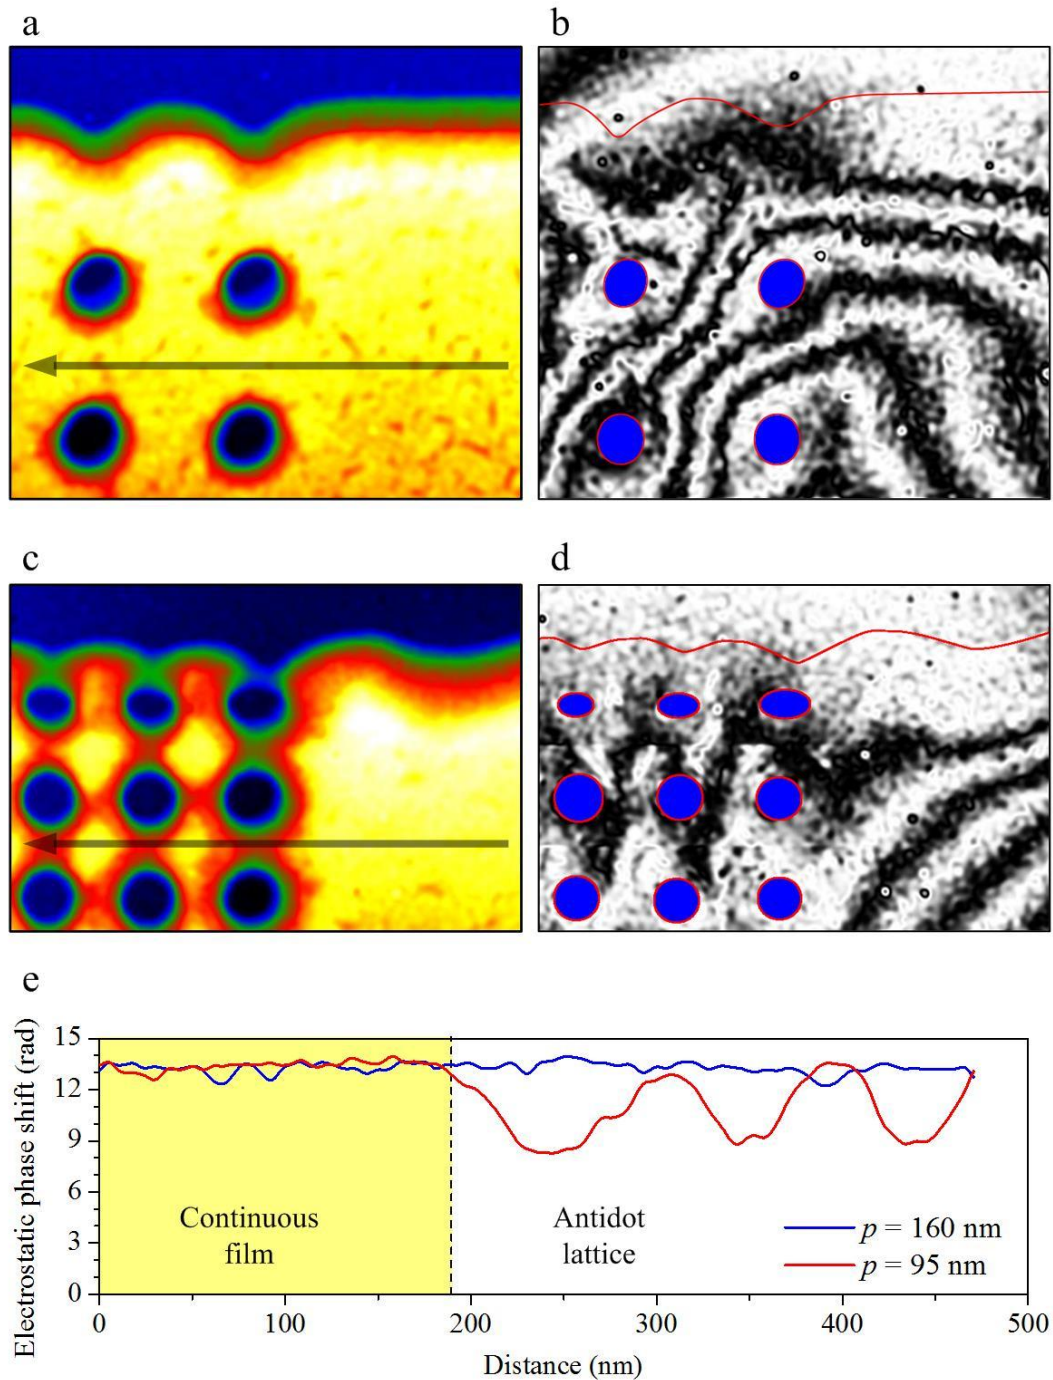 a
b
c
d
e
Electrostatic phase shift (rad)
15
12
9
6
3
0
Continuous
film
Antidot
lattice
p = 160 nm
p = 95 nm
0
100
200
300
400
500
Distance (nm)